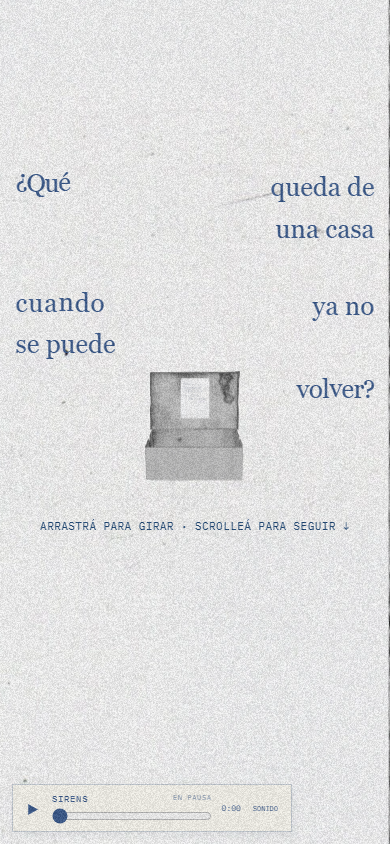 ¿Qué
queda de
una casa
cuando
ya no
se puede
volver?
ARRASTRÁ PARA GIRAR · SCROLLEÁ PARA SEGUIR ↓
SIRENS
EN PAUSA
0:00
SONIDO